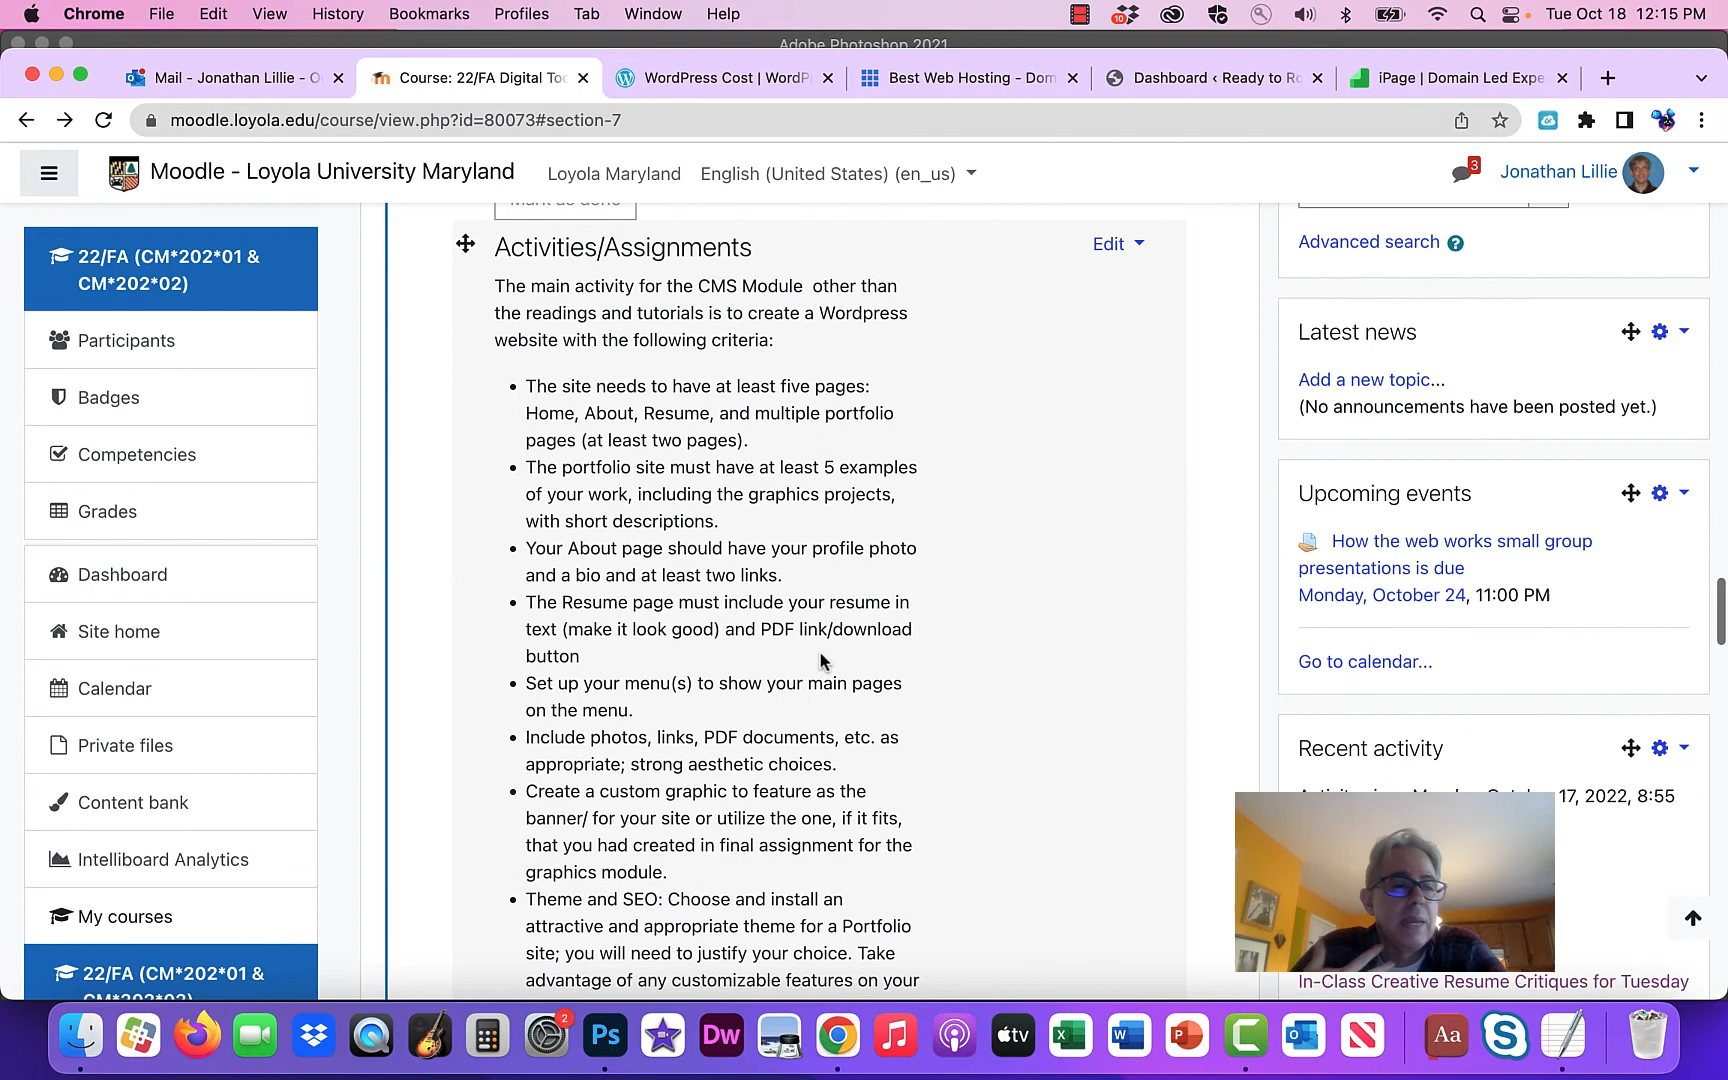 Chrome File Edit View History Bookmarks Profiles Tab Window Help 10 Tue Oct 18 12:15 PM
Adobe Photoshop 2021
Mail - Jonathan Lillie - O
Course: 22/FA Digital Too
WordPress Cost | WordP
Best Web Hosting - Dom
Dashboard ‹ Ready to Ro
iPage | Domain Led Expe
moodle.loyola.edu/course/view.php?id=80073#section-7
Moodle - Loyola University Maryland
Loyola Maryland
English (United States) (en_us)
3
Jonathan Lillie
22/FA (CM*202*01 &
CM*202*02)
Participants
Badges
Competencies
Grades
Dashboard
Site home
Calendar
Private files
Content bank
Intelliboard Analytics
My courses
22/FA (CM*202*01 &
CM*202*02)
Mark as done
Activities/Assignments
Edit
The main activity for the CMS Module other than
the readings and tutorials is to create a Wordpress
website with the following criteria:
• The site needs to have at least five pages:
Home, About, Resume, and multiple portfolio
pages (at least two pages).
• The portfolio site must have at least 5 examples
of your work, including the graphics projects,
with short descriptions.
• Your About page should have your profile photo
and a bio and at least two links.
• The Resume page must include your resume in
text (make it look good) and PDF link/download
button
• Set up your menu(s) to show your main pages
on the menu.
• Include photos, links, PDF documents, etc. as
appropriate; strong aesthetic choices.
• Create a custom graphic to feature as the
banner/ for your site or utilize the one, if it fits,
that you had created in final assignment for the
graphics module.
• Theme and SEO: Choose and install an
attractive and appropriate theme for a Portfolio
site; you will need to justify your choice. Take
advantage of any customizable features on your
Advanced search ?
Latest news
Add a new topic...
(No announcements have been posted yet.)
Upcoming events
How the web works small group
presentations is due
Monday, October 24, 11:00 PM
Go to calendar...
Recent activity
17, 2022, 8:55
In-Class Creative Resume Critiques for Tuesday
2
Ps
Dw
tv
X
W
P
C
O
N
Aa
S